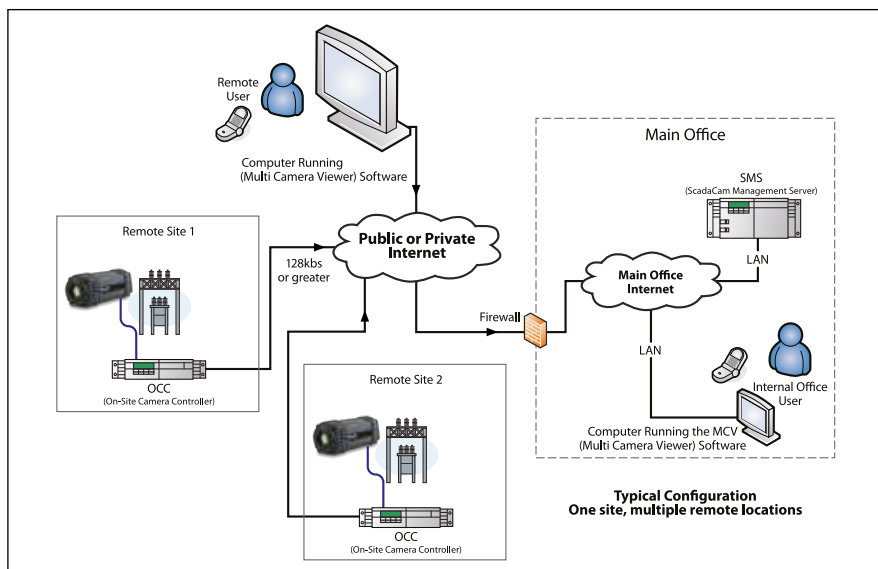 Remote
User
Computer Running
(Multi Camera Viewer) Software
Main Office
SMS
(ScadaCam Management Server)
Remote Site 1
128kbs
or greater
Public or Private
Internet
LAN
Main Office
Internet
Firewall
LAN
OCC
(On-Site Camera Controller)
Remote Site 2
Internal Office
User
Computer Running the MCV
(Multi Camera Viewer) Software
OCC
(On-Site Camera Controller)
Typical Configuration
One site, multiple remote locations